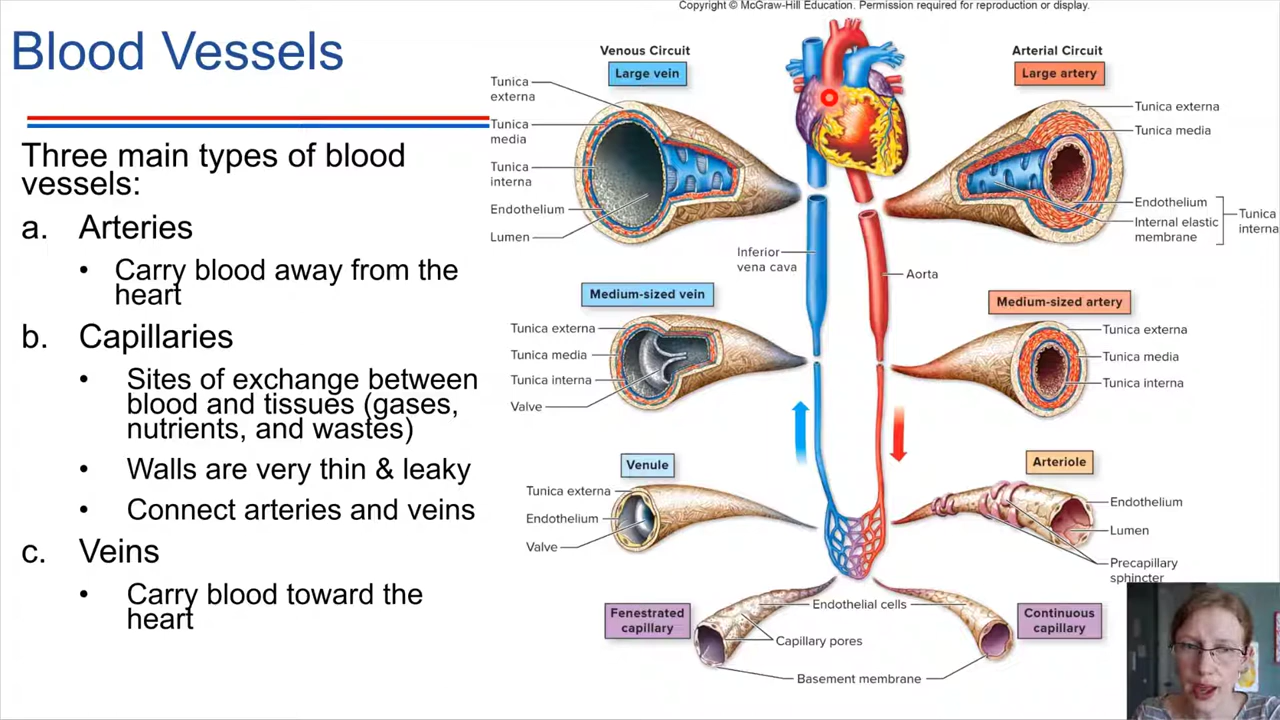 Copyright © McGraw-Hill Education. Permission required for reproduction or display.
Blood Vessels
Three main types of blood
vessels:
a. Arteries
• Carry blood away from the
heart
b. Capillaries
• Sites of exchange between
blood and tissues (gases,
nutrients, and wastes)
• Walls are very thin & leaky
• Connect arteries and veins
c. Veins
• Carry blood toward the
heart
Venous Circuit
Large vein
Tunica
externa
Tunica
media
Tunica
interna
Endothelium
Lumen
Arterial Circuit
Large artery
Tunica externa
Tunica media
Endothelium
Internal elastic
membrane
Tunica
interna
Inferior
vena cava
Aorta
Medium-sized vein
Tunica externa
Tunica media
Tunica interna
Valve
Medium-sized artery
Tunica externa
Tunica media
Tunica interna
Venule
Tunica externa
Endothelium
Valve
Arteriole
Endothelium
Lumen
Precapillary
sphincter
Fenestrated
capillary
Endothelial cells
Capillary pores
Basement membrane
Continuous
capillary